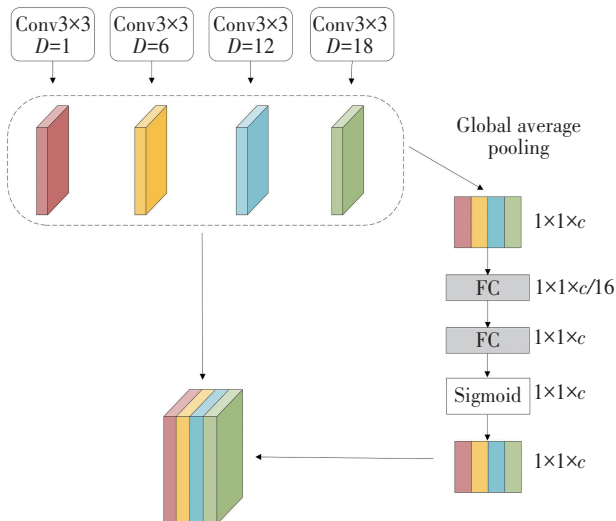 Conv3×3
D=1
Conv3×3
D=6
Conv3×3
D=12
Conv3×3
D=18
Global average
pooling
1×1×c
FC
1×1×c/16
FC
1×1×c
Sigmoid
1×1×c
1×1×c